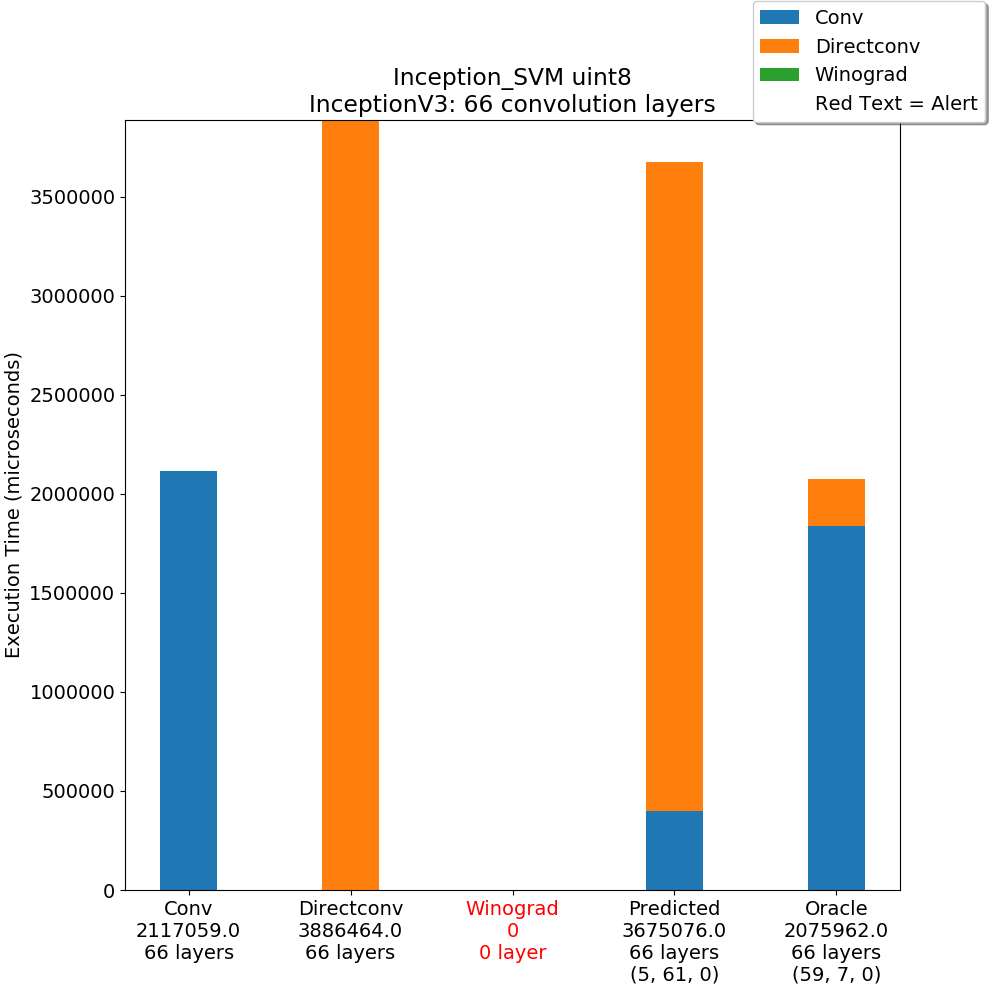 Conv
Directconv
Winograd
Red Text = Alert
Inception_SVM uint8
InceptionV3: 66 convolution layers
Execution Time (microseconds)
3500000
3000000
2500000
2000000
1500000
1000000
500000
0
Conv
2117059.0
66 layers
Directconv
3886464.0
66 layers
Winograd
0
0 layer
Predicted
3675076.0
66 layers
(5, 61, 0)
Oracle
2075962.0
66 layers
(59, 7, 0)